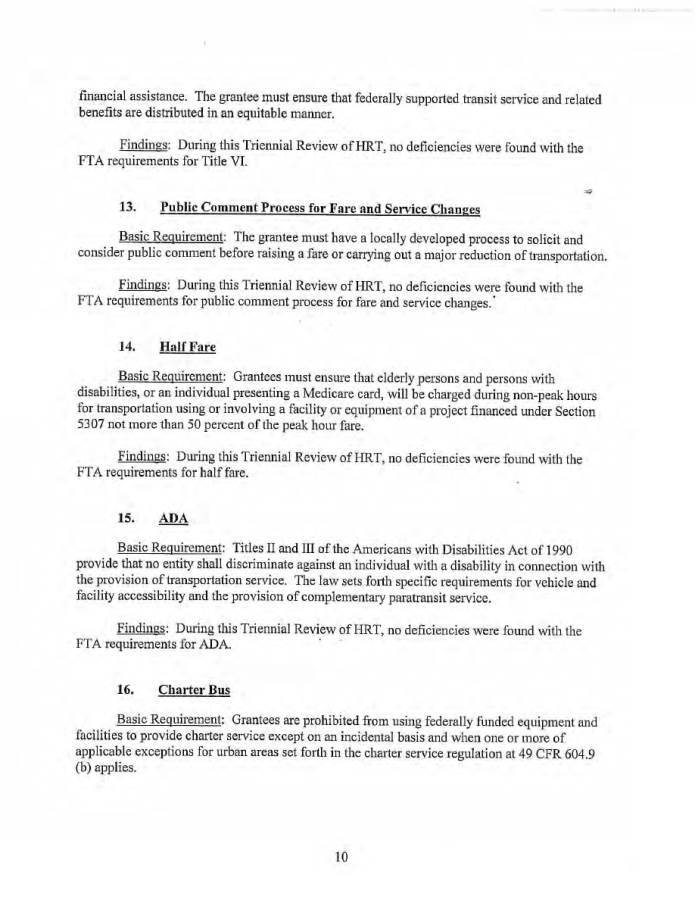 financial assistance. The grantee must ensure that federally supported transit service and related
benefits are distributed in an equitable manner.
Findings: During this Triennial Review of HRT, no deficiencies were found with the
FTA requirements for Title VI.
13. Public Comment Process for Fare and Service Changes
Basic Requirement: The grantee must have a locally developed process to solicit and
consider public comment before raising a fare or carrying out a major reduction of transportation.
Findings: During this Triennial Review of HRT, no deficiencies were found with the
FTA requirements for public comment process for fare and service changes.
14. Half Fare
Basic Requirement: Grantees must ensure that elderly persons and persons with
disabilities, or an individual presenting a Medicare card, will be charged during non-peak hours
for transportation using or involving a facility or equipment of a project financed under Section
5307 not more than 50 percent of the peak hour fare.
Findings: During this Triennial Review of HRT, no deficiencies were found with the
FTA requirements for half fare.
15. ADA
Basic Requirement: Titles II and III of the Americans with Disabilities Act of 1990
provide that no entity shall discriminate against an individual with a disability in connection with
the provision of transportation service. The law sets forth specific requirements for vehicle and
facility accessibility and the provision of complementary paratransit service.
Findings: During this Triennial Review of HRT, no deficiencies were found with the
FTA requirements for ADA.
16. Charter Bus
Basic Requirement: Grantees are prohibited from using federally funded equipment and
facilities to provide charter service except on an incidental basis and when one or more of
applicable exceptions for urban areas set forth in the charter service regulation at 49 CFR 604.9
(b) applies.
10